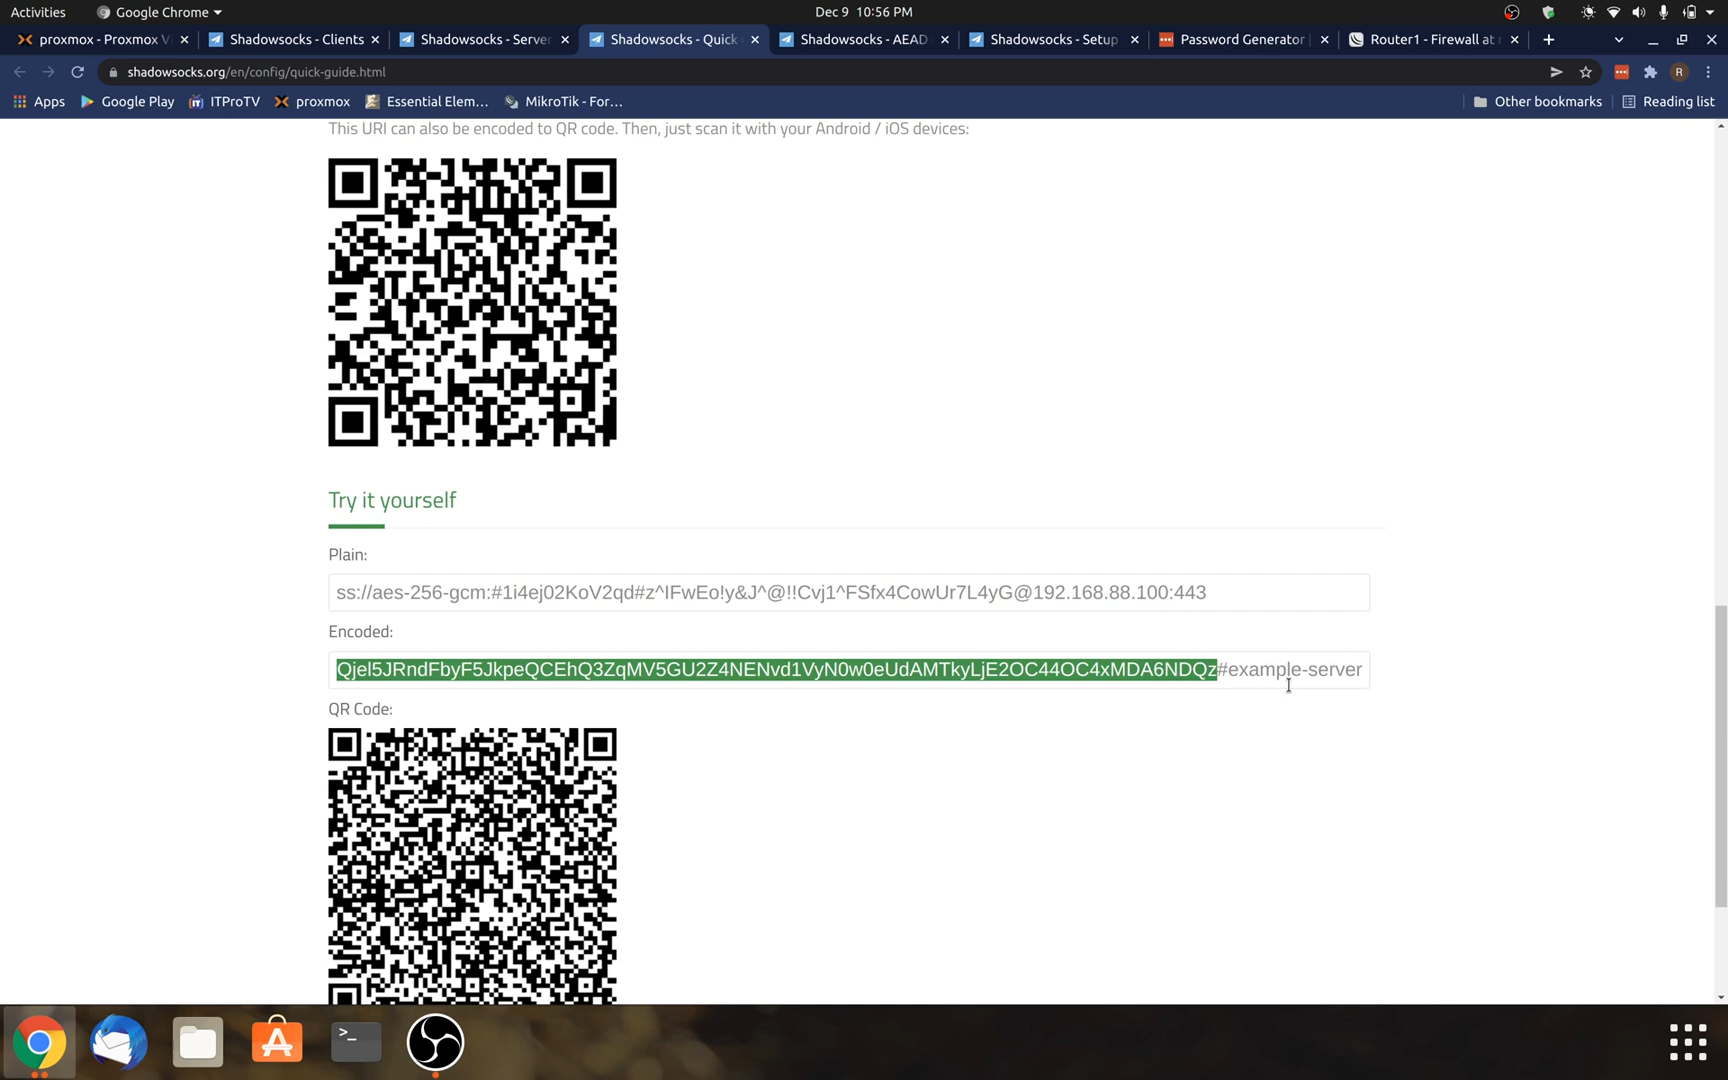 Activities
Google Chrome
Dec 9 10:56 PM
proxmox - Proxmox V
Shadowsocks - Clients
Shadowsocks - Server
Shadowsocks - Quick
Shadowsocks - AEAD
Shadowsocks - Setup
Password Generator
Router1 - Firewall at
shadowsocks.org/en/config/quick-guide.html
R
Apps
Google Play
ITProTV
proxmox
Essential Elem...
MikroTik - For...
Other bookmarks
Reading list
This URI can also be encoded to QR code. Then, just scan it with your Android / iOS devices:
Try it yourself
Plain:
ss://aes-256-gcm:#1i4ej02KoV2qd#z^IFwEo!y&J^@!!Cvj1^FSfx4CowUr7L4yG@192.168.88.100:443
Encoded:
Qjel5JRndFbyF5JkpeQCEhQ3ZqMV5GU2Z4NENvd1VyN0w0eUdAMTkyLjE2OC44OC4xMDA6NDQz#example-server
QR Code: